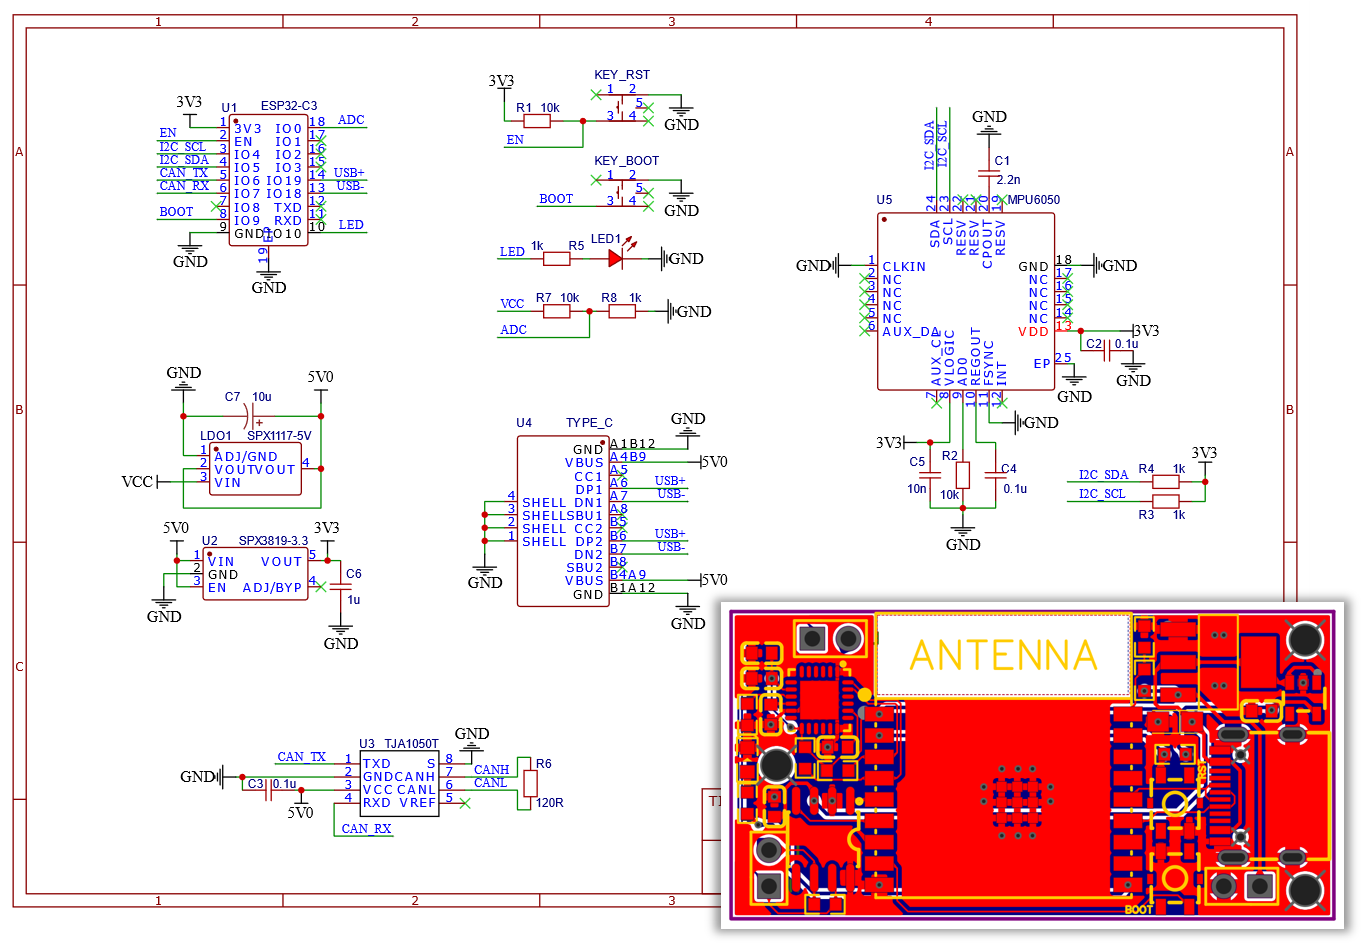 1 2 3 4
A
B
C
A
B
U1 ESP32-C3
3V3
1 3V3 IO0 18 ADC
EN 2 EN IO1 17
I2C_SCL 3 IO4 IO2 16
I2C_SDA 4 IO5 IO3 15
CAN_TX 5 IO6 IO19 14 USB+
CAN_RX 6 IO7 IO18 13 USB-
7 IO8 TXD 12
BOOT 8 IO9 RXD 11
9 GND IO10 10 LED
GND
19 EP
GND
3V3
KEY_RST
R1 10k
1 2
5
3 4
GND
EN
KEY_BOOT
1 2
5
3 4
GND
BOOT
LED 1k R5 LED1 GND
VCC R7 10k R8 1k GND
ADC
I2C_SDA
I2C_SCL
GND
C1
2.2n
U5 MPU6050
24 23 22 21 20 19
SDA SCL RESV RESV CPOUT RESV
GND 1 CLKIN
2 NC
3 NC
4 NC
5 NC
6 AUX_DA
GND 18 GND
NC 17
NC 16
NC 15
NC 14
VDD 13 3V3
C2 0.1u
GND
EP 25
GND
AUX_CL VLOGIC AD0 REGOUT FSYNC INT
7 8 9 10 11 12
GND
3V3
C5 10n
R2 10k
C4 0.1u
GND
3V3
I2C_SDA R4 1k
I2C_SCL
R3 1k
GND 5V0
C7 10u
LDO1 SPX1117-5V
1 ADJ/GND
2 VOUT VOUT 4
VCC 3 VIN
5V0 U2 SPX3819-3.3 3V3
1 VIN VOUT 5
2 GND
3 EN ADJ/BYP 4
C6
1u
GND
GND
U4 TYPE_C
GND
GND A1B12
VBUS A4B9 5V0
CC1 A5
DP1 A6 USB+
4 SHELL DN1 A7 USB-
3 SHELL SBU1 A8
2 SHELL CC2 B5
1 SHELL DP2 B6 USB+
DN2 B7 USB-
SBU2 B8
VBUS B4A9 5V0
GND B1A12
GND
GND
U3 TJA1050T
GND
CAN_TX 1 TXD S 8
GND 2 GND CANH 7 CANH
C3 0.1u 3 VCC CANL 6 CANL
4 RXD VREF 5
5V0
CAN_RX
R6
120R
ANTENNA
RST
BOOT
TI
1 2 3